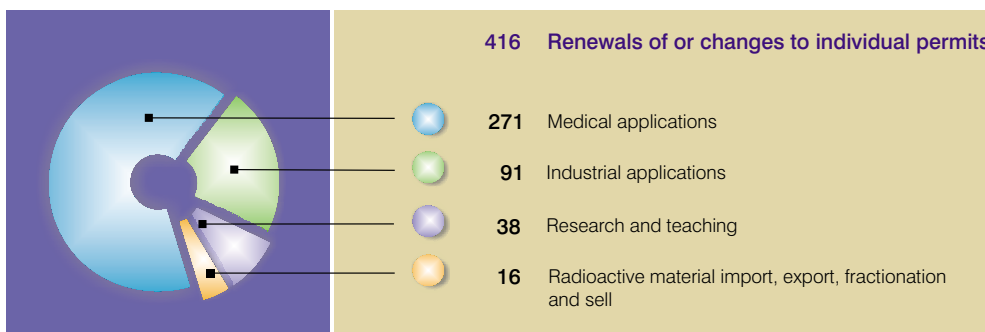 416 Renewals of or changes to individual permits
271 Medical applications
91 Industrial applications
38 Research and teaching
16 Radioactive material import, export, fractionation
and sell